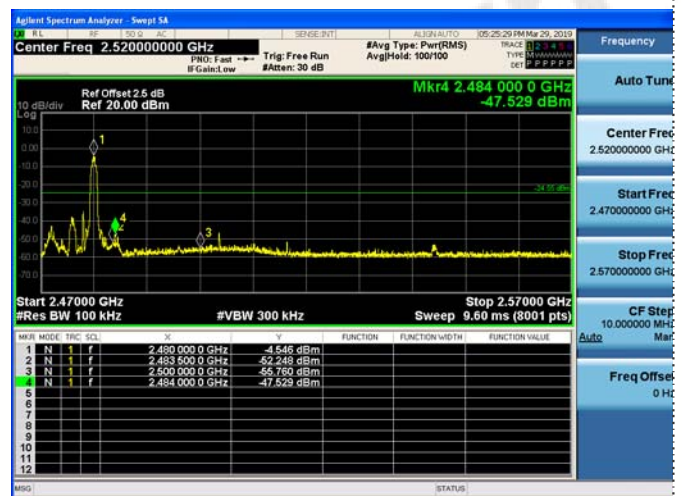 Agilent Spectrum Analyzer - Swept SA
RL RF 50 Ω AC SENSE:INT ALIGNAUTO 05:25:29 PM Mar 29, 2019
Center Freq 2.520000000 GHz
PNO: Fast Trig: Free Run
IFGain:Low #Atten: 30 dB
#Avg Type: Pwr(RMS)
Avg|Hold: 100/100
TRACE 1 2 3 4 5 6
TYPE
DET P P P P P P
Frequency
Auto Tune
Center Freq
2.520000000 GHz
Start Freq
2.470000000 GHz
Stop Freq
2.570000000 GHz
CF Step
10.000000 MHz
Auto Man
Freq Offset
0 Hz
Mkr4 2.484 000 0 GHz
-47.529 dBm
Ref Offset 2.5 dB
10 dB/div Ref 20.00 dBm
Log
10.0
0.00
-10.0
-20.0
-30.0
-40.0
-50.0
-60.0
-70.0
-24.55 dBm
1
4
2
3
Start 2.47000 GHz Stop 2.57000 GHz
#Res BW 100 kHz #VBW 300 kHz Sweep 9.60 ms (8001 pts)
MKR MODE TRC SCL X Y FUNCTION FUNCTION WIDTH FUNCTION VALUE
1 N 1 f 2.480 000 0 GHz -4.546 dBm
2 N 1 f 2.483 500 0 GHz -52.248 dBm
3 N 1 f 2.500 000 0 GHz -55.760 dBm
4 N 1 f 2.484 000 0 GHz -47.529 dBm
5
6
7
8
9
10
11
12
MSG STATUS